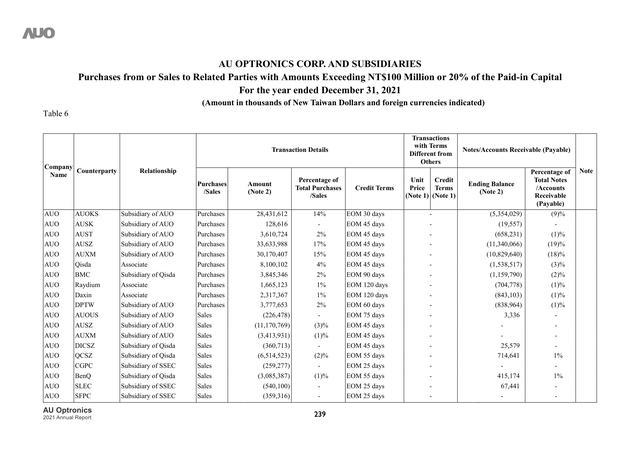 AUO
AU OPTRONICS CORP. AND SUBSIDIARIES
Purchases from or Sales to Related Parties with Amounts Exceeding NT$100 Million or 20% of the Paid-in Capital
For the year ended December 31, 2021
(Amount in thousands of New Taiwan Dollars and foreign currencies indicated)
Table 6
Company Name Counterparty Relationship Transaction Details Transactions with Terms Different from Others Notes/Accounts Receivable (Payable) Note
Purchases /Sales Amount (Note 2) Percentage of Total Purchases /Sales Credit Terms Unit Price (Note 1) Credit Terms (Note 1) Ending Balance (Note 2) Percentage of Total Notes /Accounts Receivable (Payable)
AUO AUOKS Subsidiary of AUO Purchases 28,431,612 14% EOM 30 days - (5,354,029) (9)%
AUO AUSK Subsidiary of AUO Purchases 128,616 - EOM 45 days - (19,557) -
AUO AUST Subsidiary of AUO Purchases 3,610,724 2% EOM 45 days - (658,231) (1)%
AUO AUSZ Subsidiary of AUO Purchases 33,633,988 17% EOM 45 days - (11,340,066) (19)%
AUO AUXM Subsidiary of AUO Purchases 30,170,407 15% EOM 45 days - (10,829,640) (18)%
AUO Qisda Associate Purchases 8,100,102 4% EOM 45 days - (1,538,517) (3)%
AUO BMC Subsidiary of Qisda Purchases 3,845,346 2% EOM 90 days - (1,159,790) (2)%
AUO Raydium Associate Purchases 1,665,123 1% EOM 120 days - (704,778) (1)%
AUO Daxin Associate Purchases 2,317,367 1% EOM 120 days - (843,103) (1)%
AUO DPTW Subsidiary of AUO Purchases 3,777,653 2% EOM 60 days - (838,964) (1)%
AUO AUOUS Subsidiary of AUO Sales (226,478) - EOM 75 days - 3,336 -
AUO AUSZ Subsidiary of AUO Sales (11,170,769) (3)% EOM 45 days - - -
AUO AUXM Subsidiary of AUO Sales (3,413,931) (1)% EOM 45 days - - -
AUO DICSZ Subsidiary of Qisda Sales (360,713) - EOM 45 days - 25,579 -
AUO QCSZ Subsidiary of Qisda Sales (6,514,523) (2)% EOM 55 days - 714,641 1%
AUO CGPC Subsidiary of SSEC Sales (259,277) - EOM 25 days - - -
AUO BenQ Subsidiary of Qisda Sales (3,085,387) (1)% EOM 55 days - 415,174 1%
AUO SLEC Subsidiary of SSEC Sales (540,100) - EOM 25 days - 67,441 -
AUO SFPC Subsidiary of SSEC Sales (359,316) - EOM 25 days - - -
AU Optronics
2021 Annual Report
239